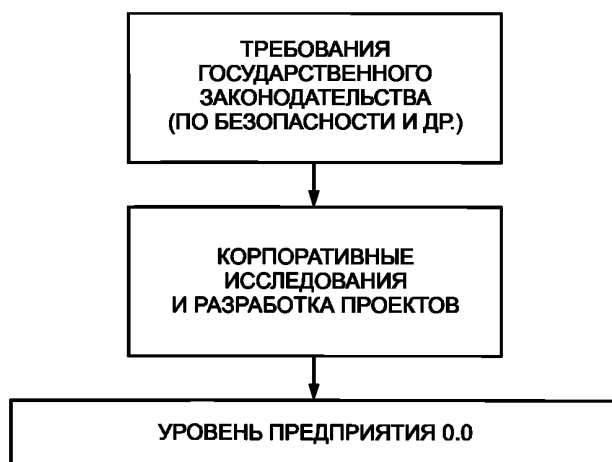 ТРЕБОВАНИЯ
ГОСУДАРСТВЕННОГО
ЗАКОНОДАТЕЛЬСТВА
(ПО БЕЗОПАСНОСТИ И ДР.)
КОРПОРАТИВНЫЕ
ИССЛЕДОВАНИЯ
И РАЗРАБОТКА ПРОЕКТОВ
УРОВЕНЬ ПРЕДПРИЯТИЯ 0.0